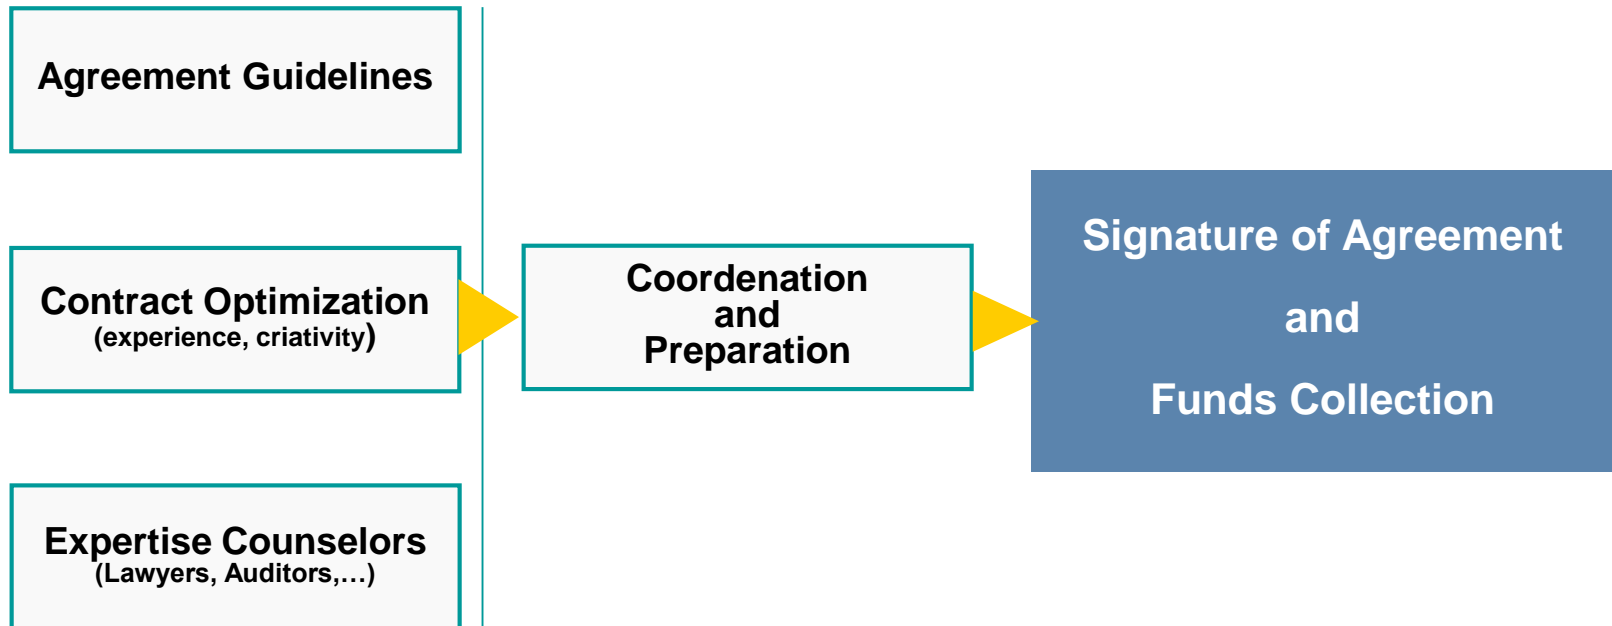 Agreement Guidelines
Contract Optimization
(experience, criativity)
Expertise Counselors
(Lawyers, Auditors,…)
Coordenation
and
Preparation
Signature of Agreement
and
Funds Collection